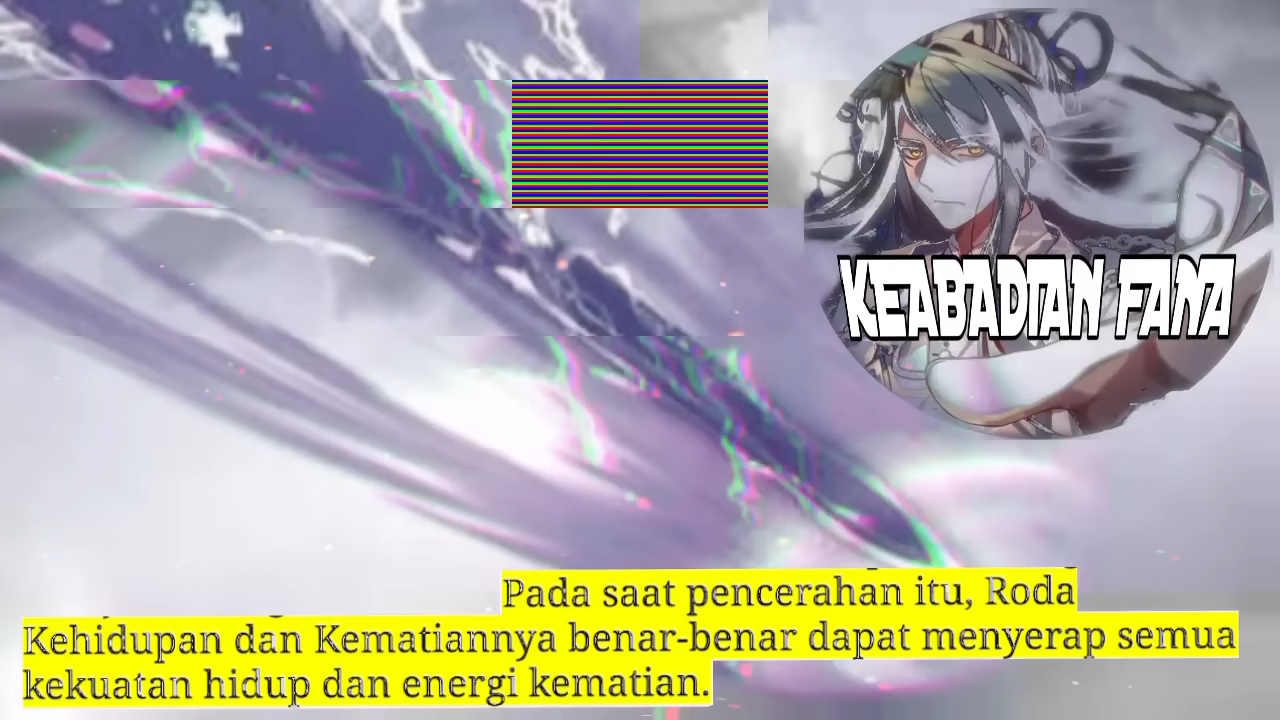 KEABADIAN FANA
Pada saat pencerahan itu, Roda
Kehidupan dan Kematiannya benar-benar dapat menyerap semua
kekuatan hidup dan energi kematian.